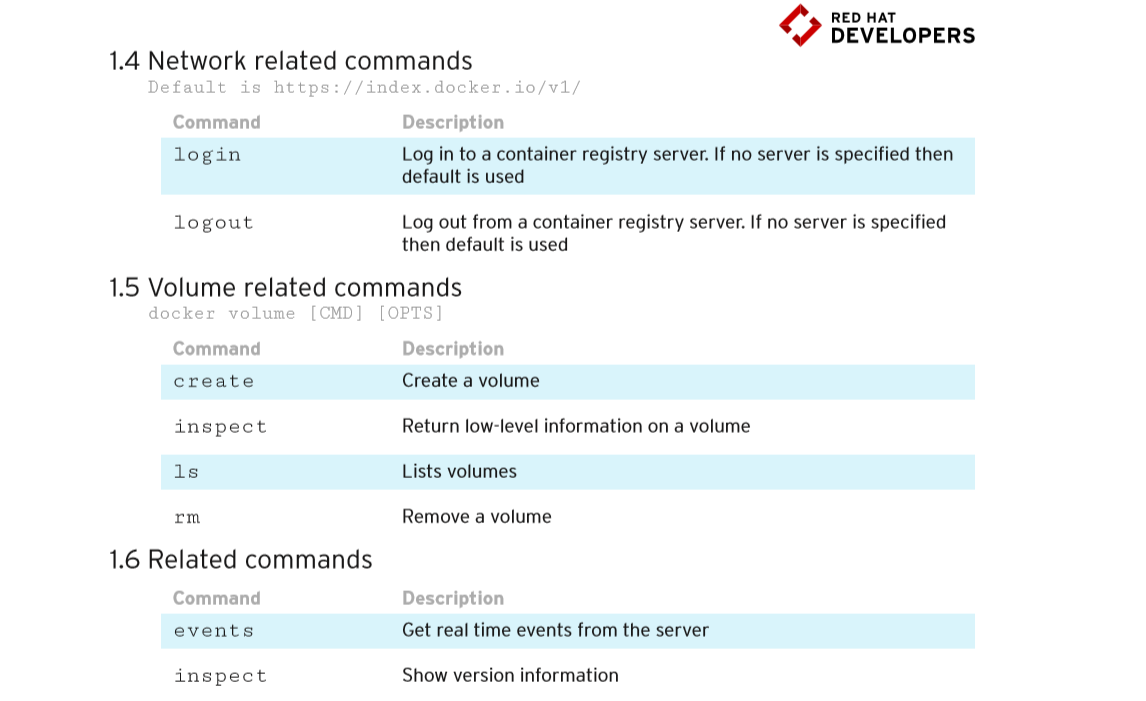 RED HAT
DEVELOPERS
1.4 Network related commands
Default is https://index.docker.io/v1/
Command Description
login Log in to a container registry server. If no server is specified then
default is used
logout Log out from a container registry server. If no server is specified
then default is used
1.5 Volume related commands
docker volume [CMD] [OPTS]
Command Description
create Create a volume
inspect Return low-level information on a volume
ls Lists volumes
rm Remove a volume
1.6 Related commands
Command Description
events Get real time events from the server
inspect Show version information